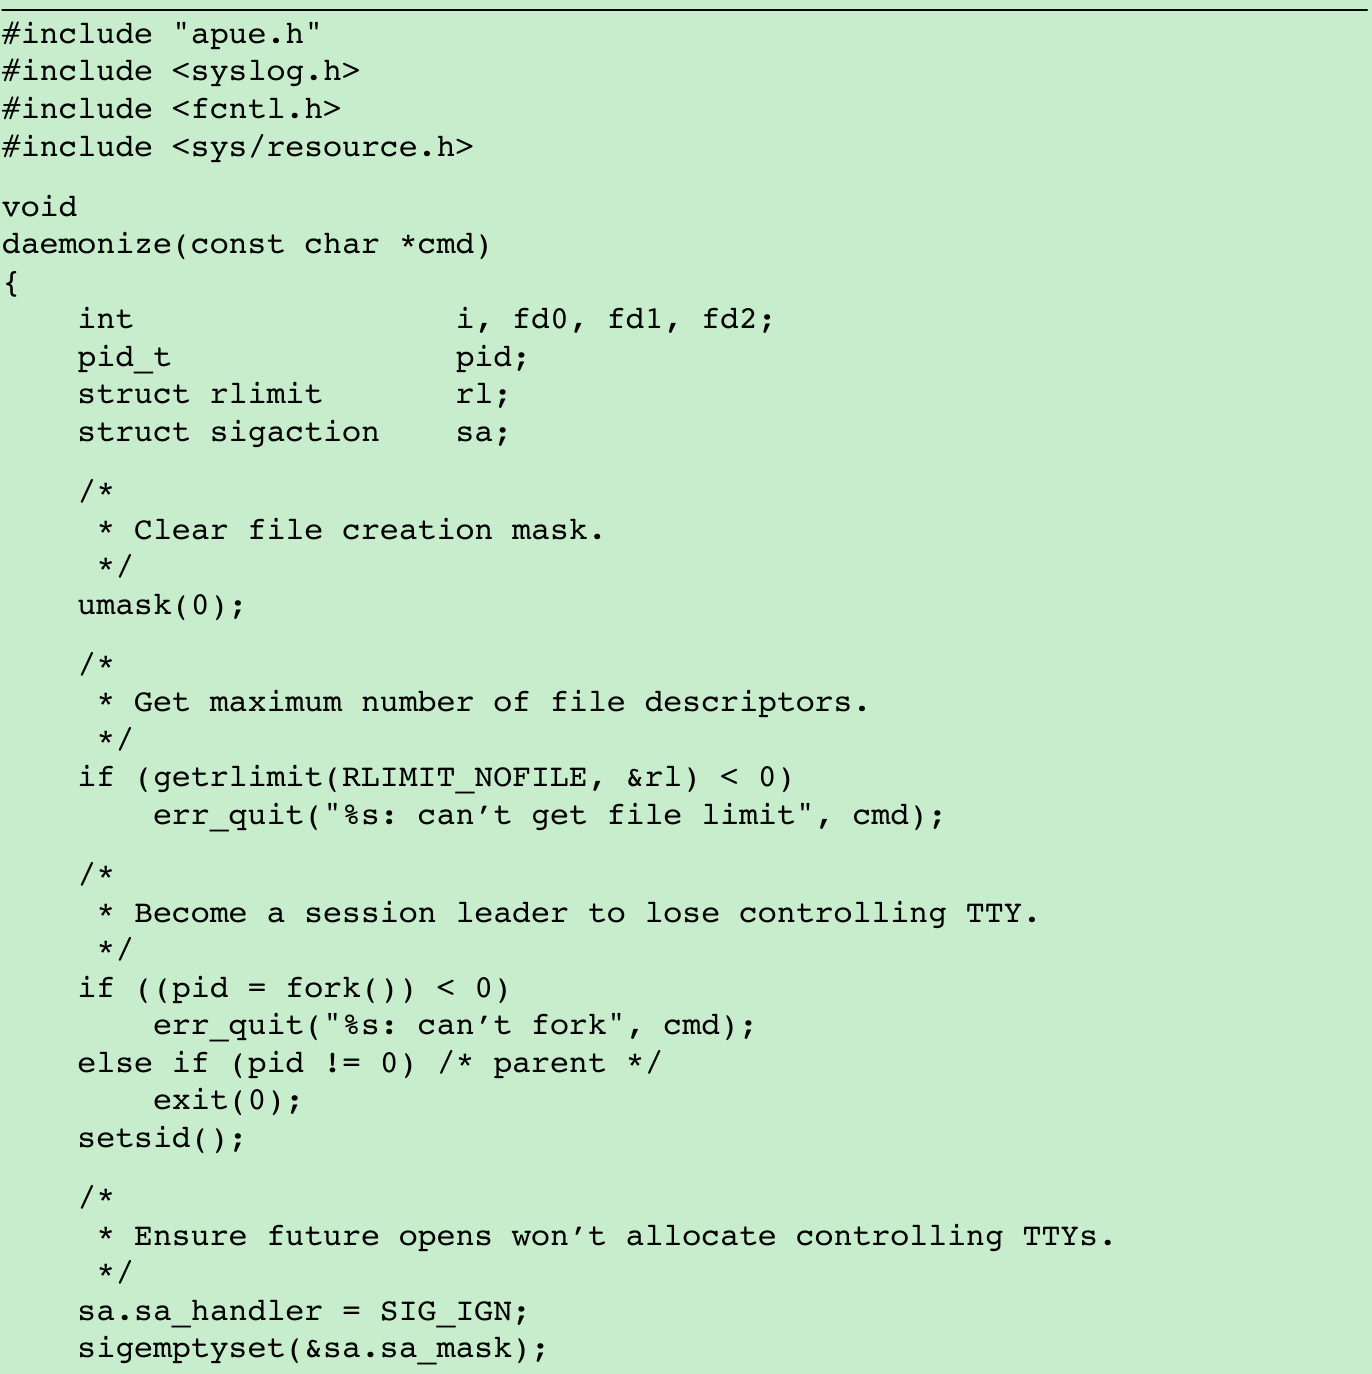 #include "apue.h"
#include <syslog.h>
#include <fcntl.h>
#include <sys/resource.h>
void
daemonize(const char *cmd)
{
    int                 i, fd0, fd1, fd2;
    pid_t               pid;
    struct rlimit       rl;
    struct sigaction    sa;
    /*
     * Clear file creation mask.
     */
    umask(0);
    /*
     * Get maximum number of file descriptors.
     */
    if (getrlimit(RLIMIT_NOFILE, &rl) < 0)
        err_quit("%s: can’t get file limit", cmd);
    /*
     * Become a session leader to lose controlling TTY.
     */
    if ((pid = fork()) < 0)
        err_quit("%s: can’t fork", cmd);
    else if (pid != 0) /* parent */
        exit(0);
    setsid();
    /*
     * Ensure future opens won’t allocate controlling TTYs.
     */
    sa.sa_handler = SIG_IGN;
    sigemptyset(&sa.sa_mask);